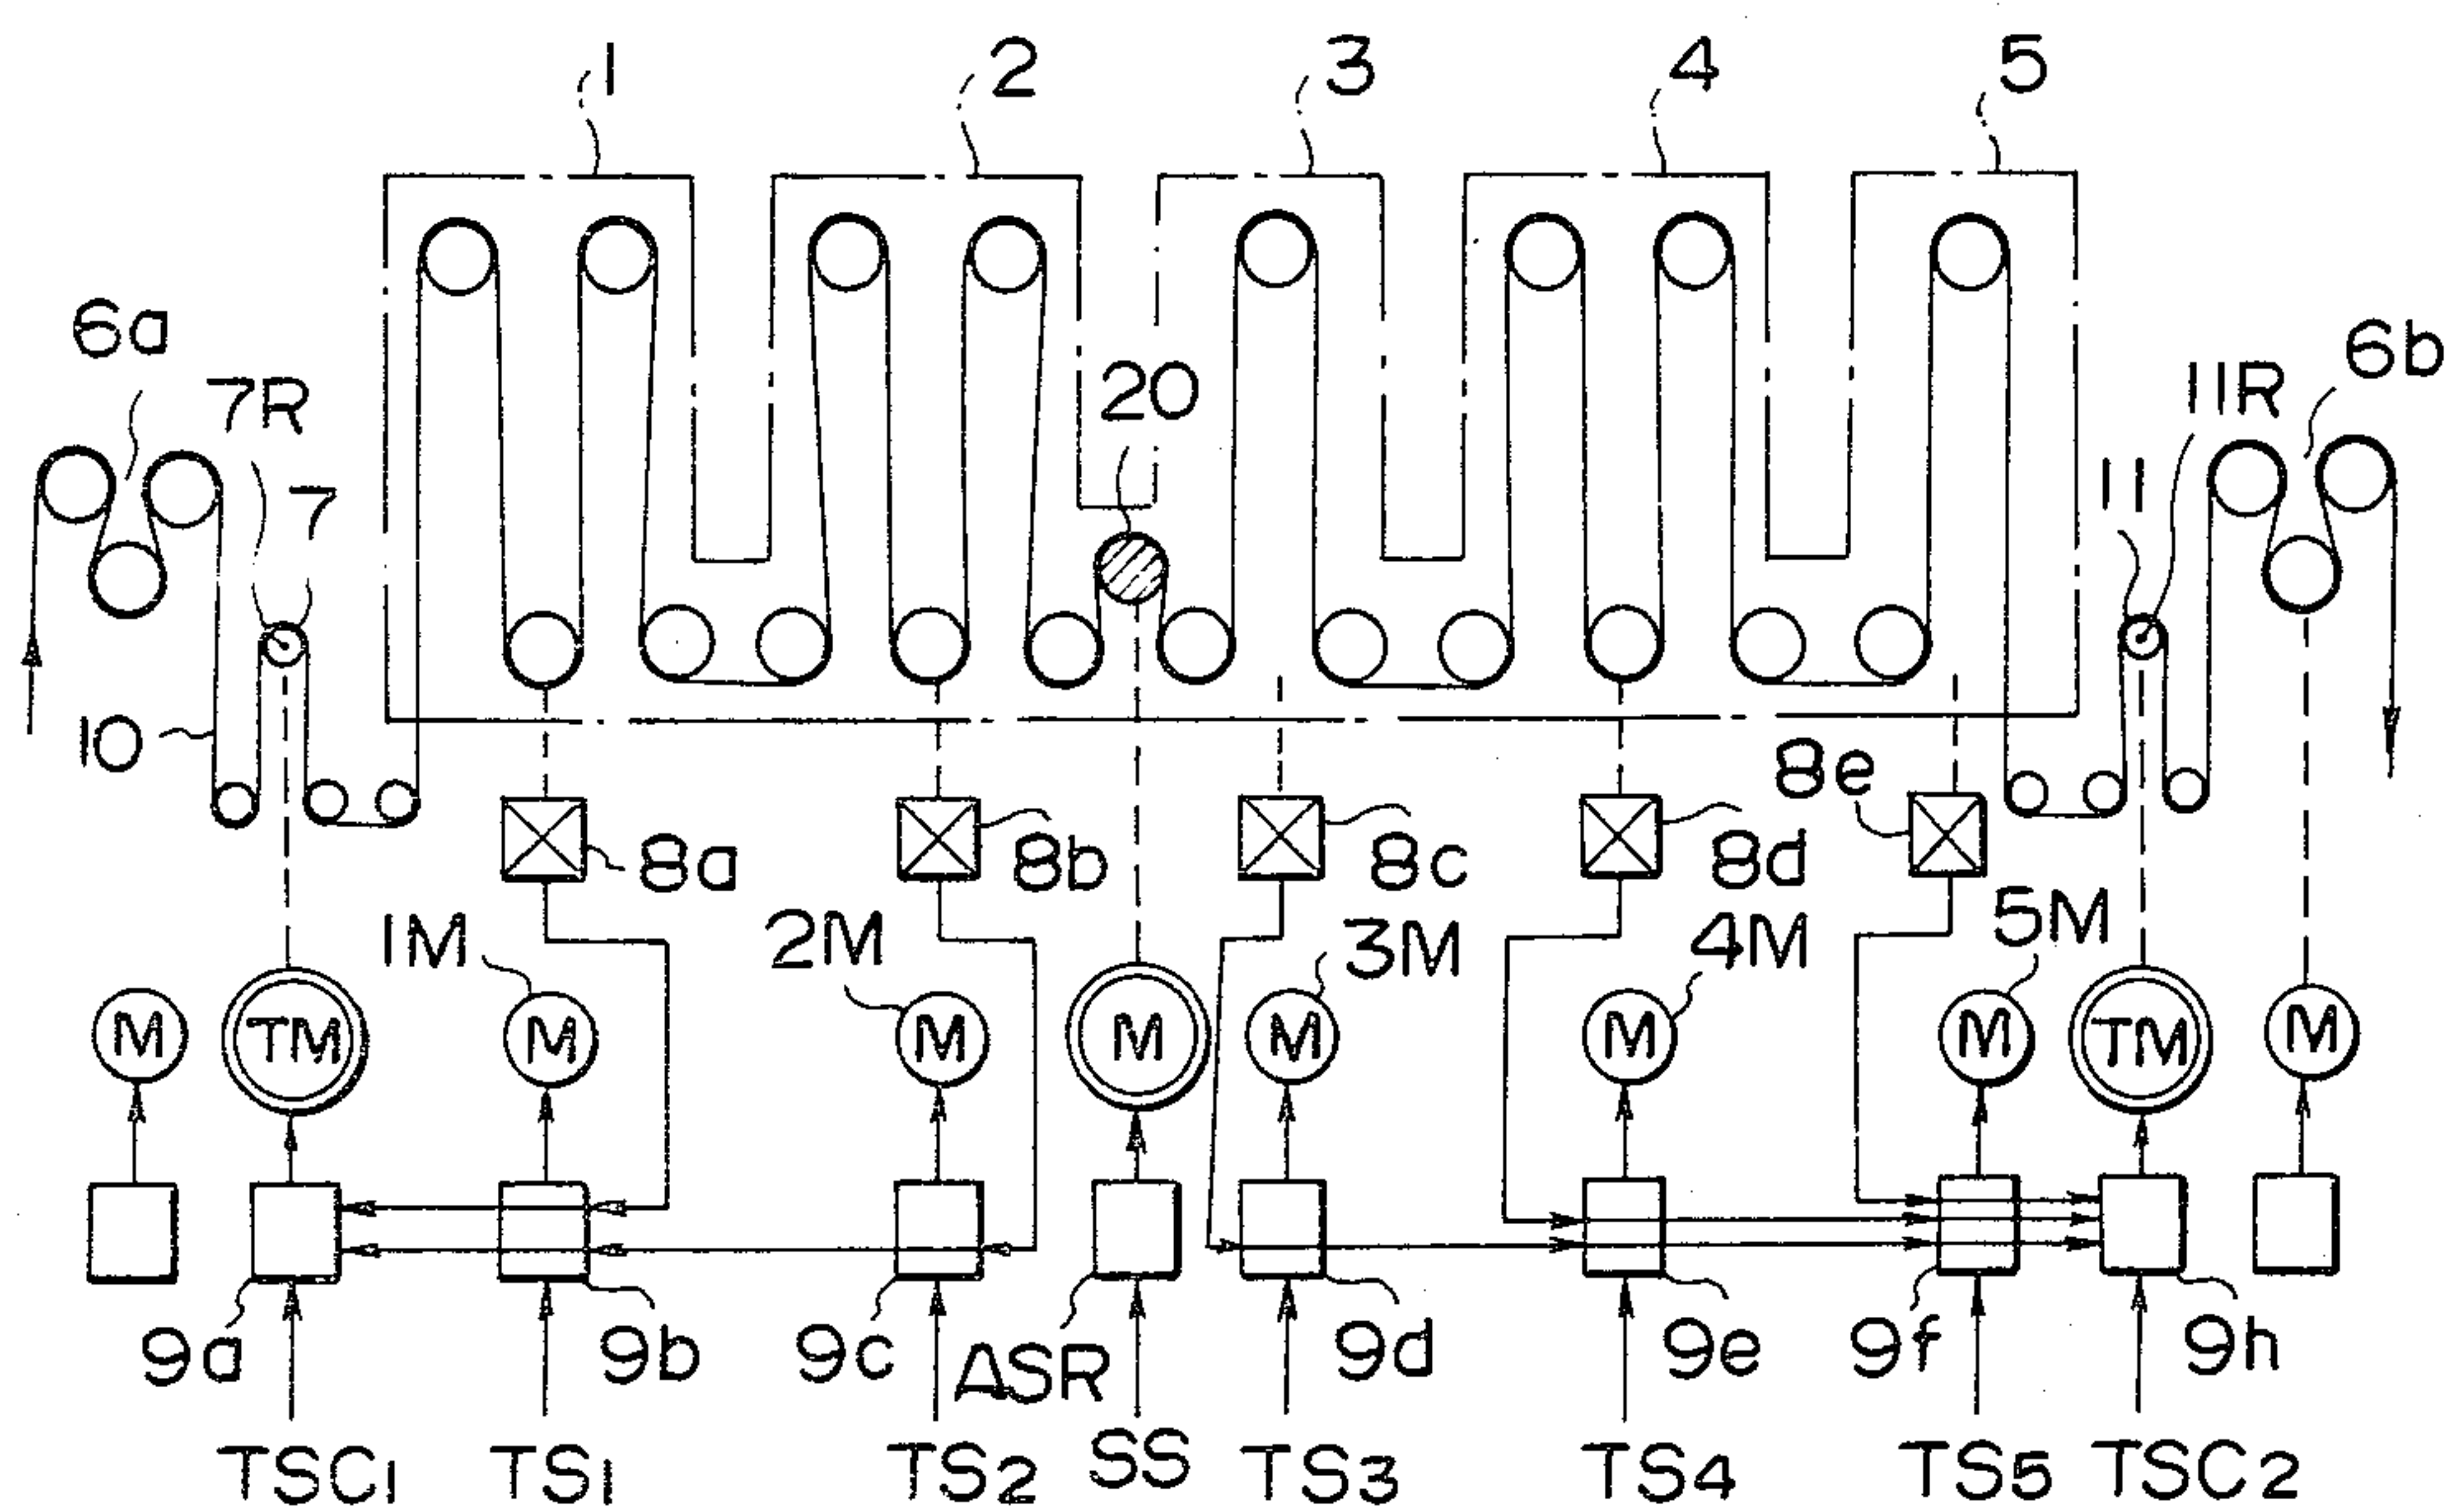 1 2 3 4 5
6a 7R 7 20 11R 6b 11
10 8a 8b 8c 8d 8e
1M 2M 3M 4M 5M
M TM M M M M M M TM M
9a 9b 9c ASR 9d 9e 9f 9h
TSC1 TS1 TS2 SS TS3 TS4 TS5 TSC2